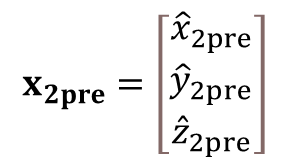 x̂₂pre
𝐱₂pre = ŷ₂pre
ẑ₂pre